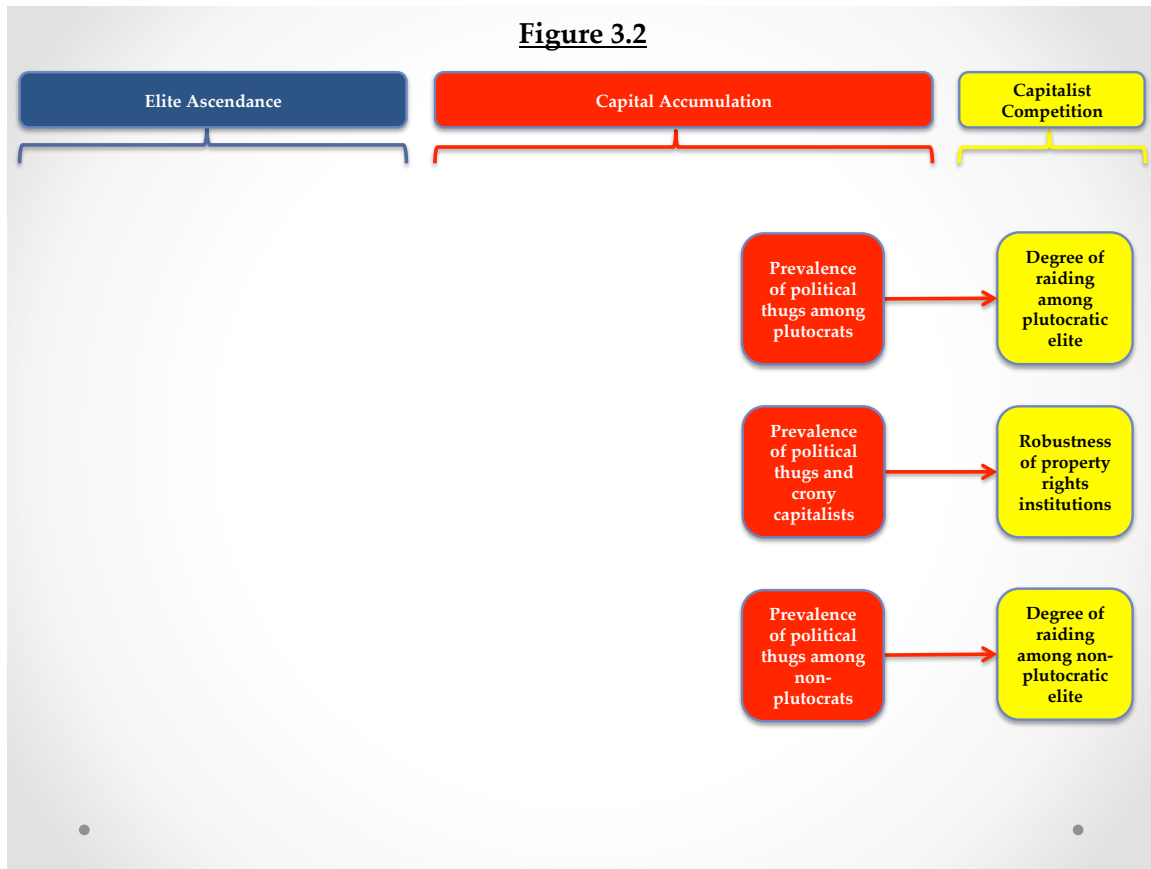 Figure 3.2
Elite Ascendance
Capital Accumulation
Capitalist
Competition
Prevalence
of political
thugs among
plutocrats
Degree of
raiding
among
plutocratic
elite
Prevalence
of political
thugs and
crony
capitalists
Robustness
of property
rights
institutions
Prevalence
of political
thugs among
non-
plutocrats
Degree of
raiding
among non-
plutocratic
elite